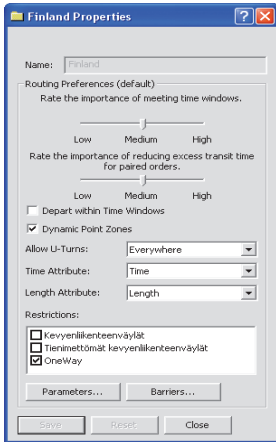 Finland Properties
Name: Finland
Routing Preferences (default)
Rate the importance of meeting time windows.
Low Medium High
Rate the importance of reducing excess transit time
for paired orders.
Low Medium High
Depart within Time Windows
Dynamic Point Zones
Allow U-Turns: Everywhere
Time Attribute: Time
Length Attribute: Length
Restrictions:
Kevyenliikenteenväylät
Tienimettömät kevyenliikenteenväylät
OneWay
Parameters... Barriers...
Save Reset Close